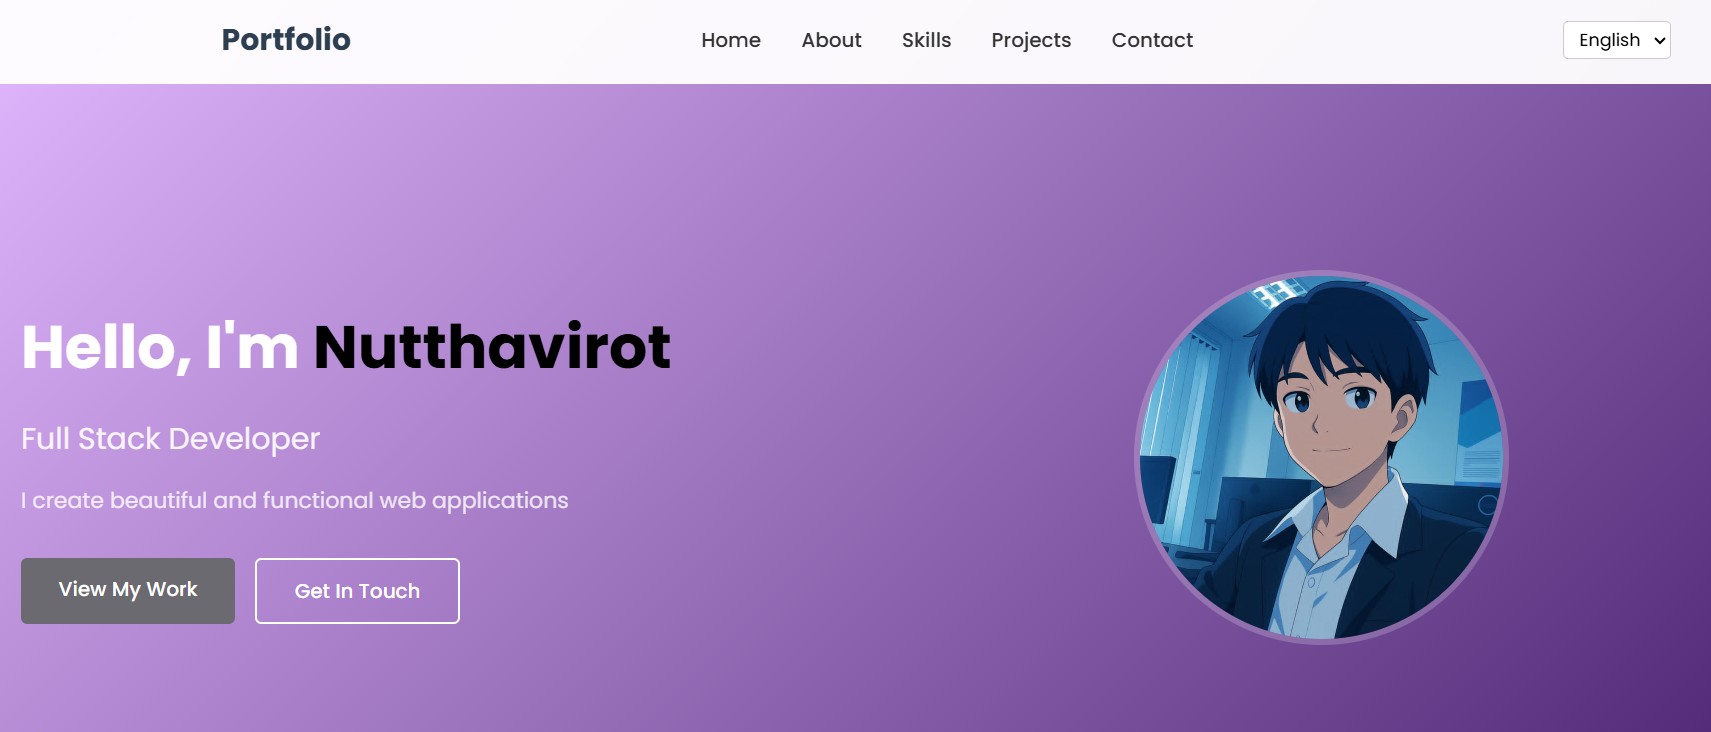 Portfolio
Home About Skills Projects Contact
English
Hello, I'm Nutthavirot
Full Stack Developer
I create beautiful and functional web applications
View My Work
Get In Touch